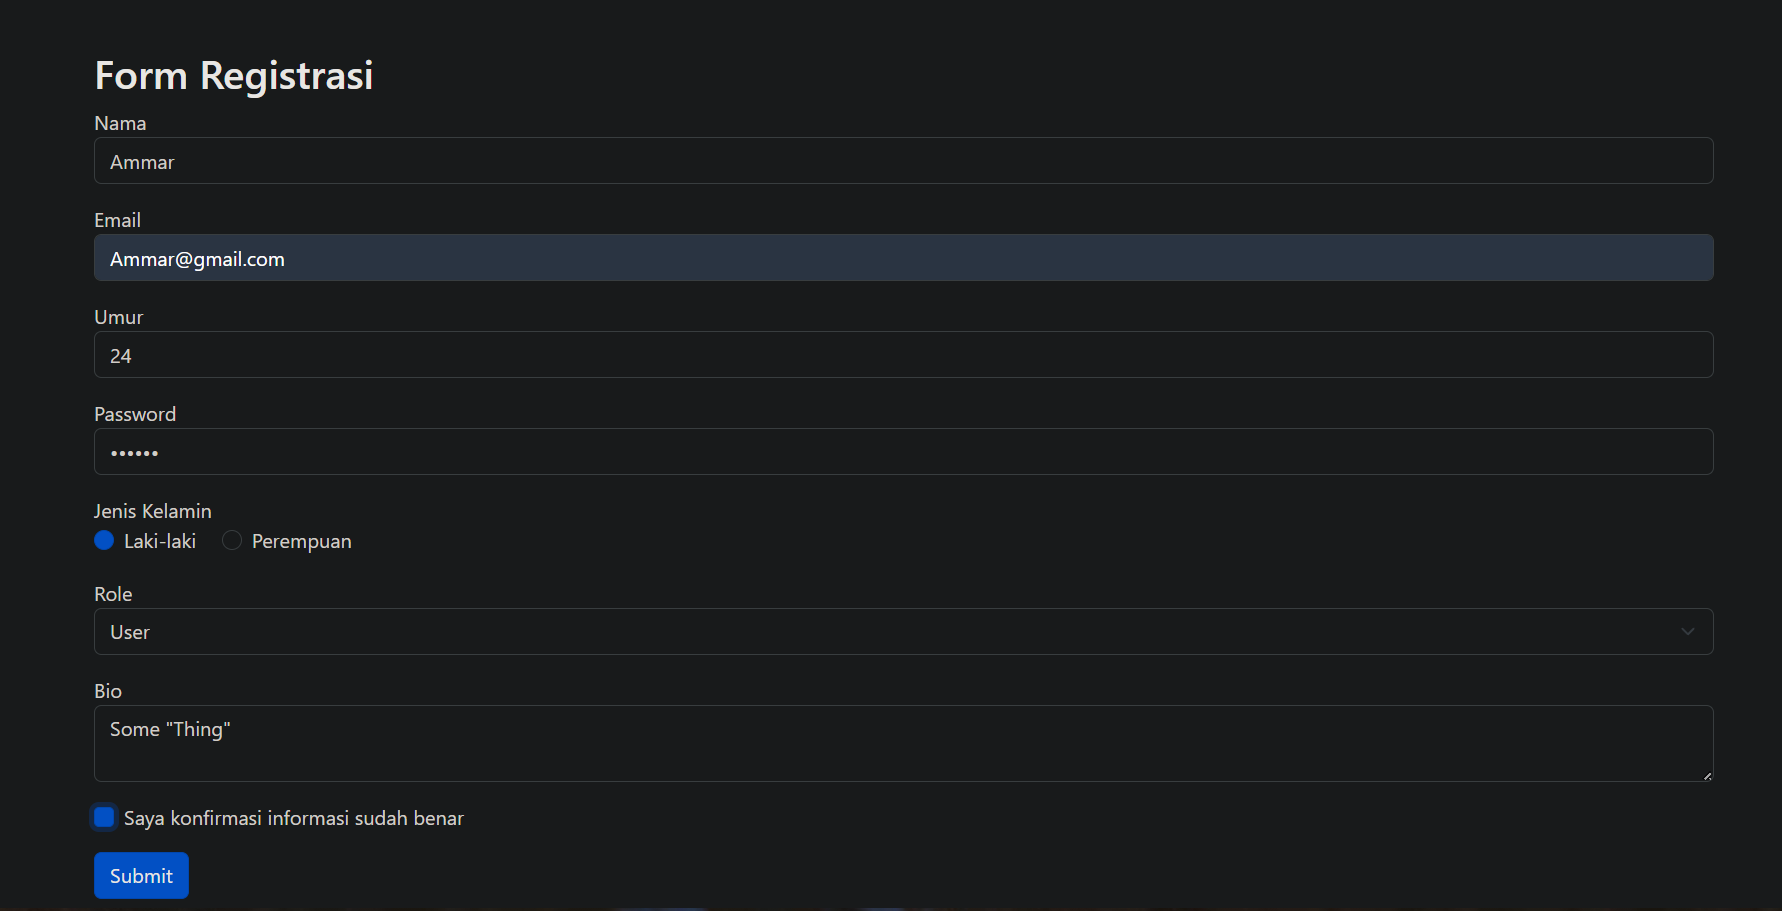 Form Registrasi
Nama
Ammar
Email
Ammar@gmail.com
Umur
24
Password
••••••
Jenis Kelamin
Laki-laki Perempuan
Role
User
Bio
Some "Thing"
Saya konfirmasi informasi sudah benar
Submit